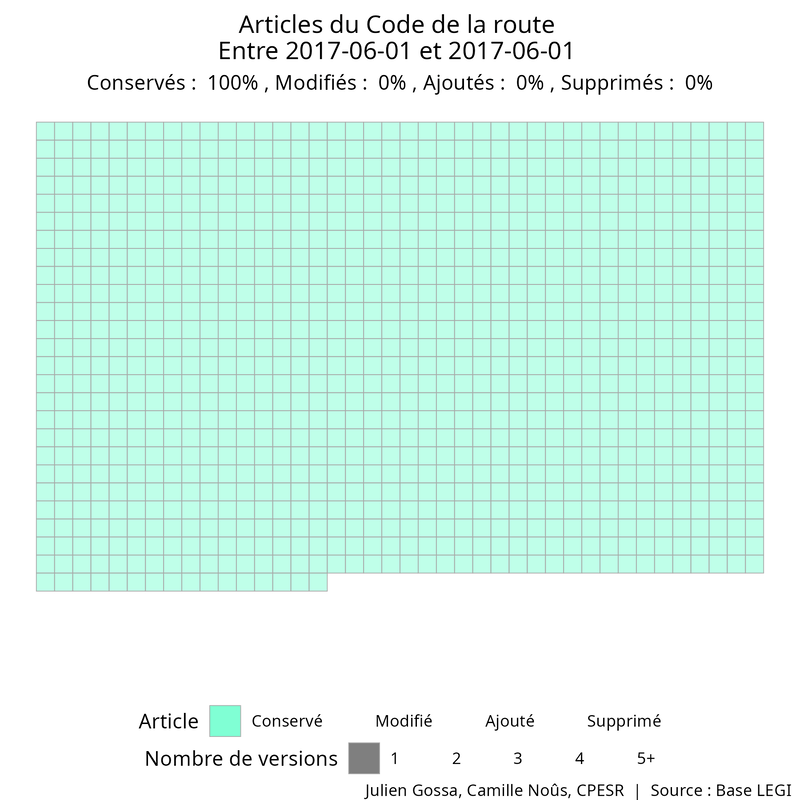 Articles du Code de la route
Entre 2017-06-01 et 2017-06-01
Conservés :  100% , Modifiés :  0% , Ajoutés :  0% , Supprimés :  0%
Article Conservé Modifié Ajouté Supprimé
Nombre de versions 1 2 3 4 5+
Julien Gossa, Camille Noûs, CPESR | Source : Base LEGI